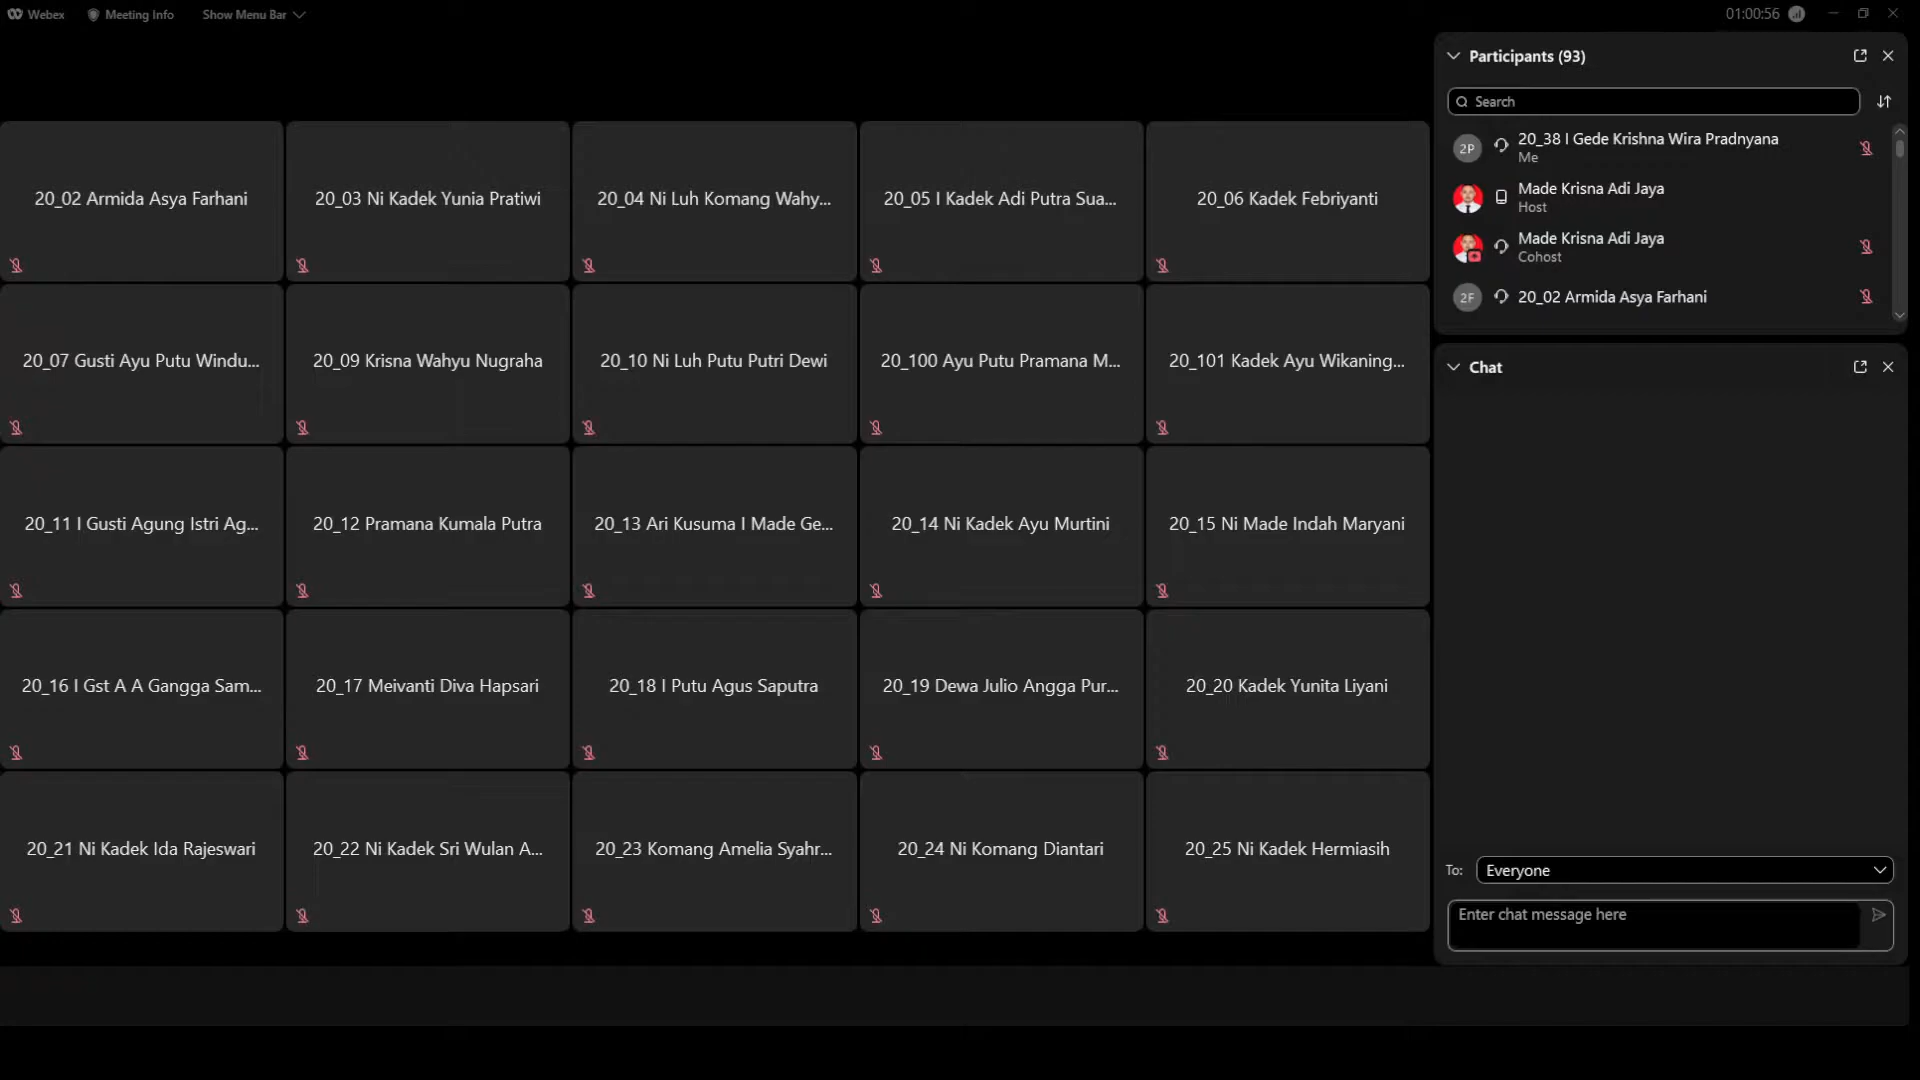 Webex Meeting Info Show Menu Bar 01:00:56
20_02 Armida Asya Farhani
20_03 Ni Kadek Yunia Pratiwi
20_04 Ni Luh Komang Wahy...
20_05 I Kadek Adi Putra Sua...
20_06 Kadek Febriyanti
20_07 Gusti Ayu Putu Windu...
20_09 Krisna Wahyu Nugraha
20_10 Ni Luh Putu Putri Dewi
20_100 Ayu Putu Pramana M...
20_101 Kadek Ayu Wikaning...
20_11 I Gusti Agung Istri Ag...
20_12 Pramana Kumala Putra
20_13 Ari Kusuma I Made Ge...
20_14 Ni Kadek Ayu Murtini
20_15 Ni Made Indah Maryani
20_16 I Gst A A Gangga Sam...
20_17 Meivanti Diva Hapsari
20_18 I Putu Agus Saputra
20_19 Dewa Julio Angga Pur...
20_20 Kadek Yunita Liyani
20_21 Ni Kadek Ida Rajeswari
20_22 Ni Kadek Sri Wulan A...
20_23 Komang Amelia Syahr...
20_24 Ni Komang Diantari
20_25 Ni Kadek Hermiasih
Participants (93)
Search
2P 20_38 I Gede Krishna Wira Pradnyana
Me
Made Krisna Adi Jaya
Host
Made Krisna Adi Jaya
Cohost
2F 20_02 Armida Asya Farhani
Chat
To: Everyone
Enter chat message here